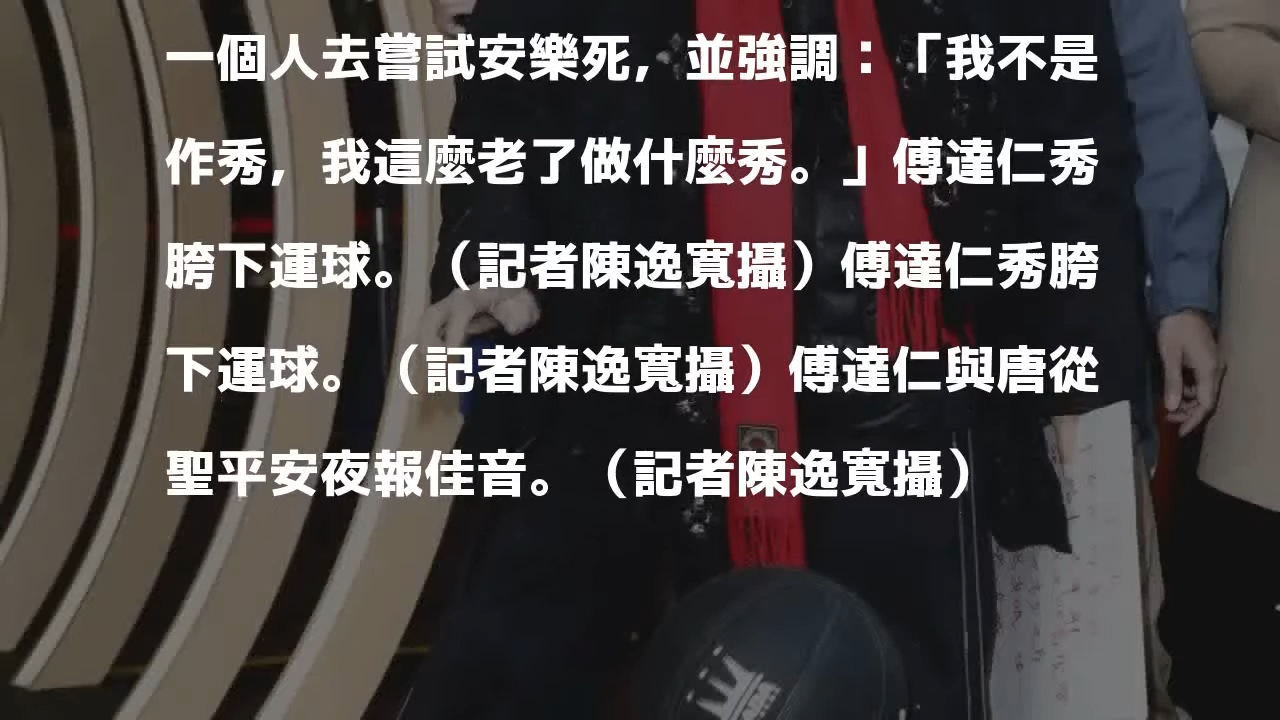 一個人去嘗試安樂死，並強調：「我不是
作秀，我這麼老了做什麼秀。」傅達仁秀
胯下運球。（記者陳逸寬攝）傅達仁秀胯
下運球。（記者陳逸寬攝）傅達仁與唐從
聖平安夜報佳音。（記者陳逸寬攝）